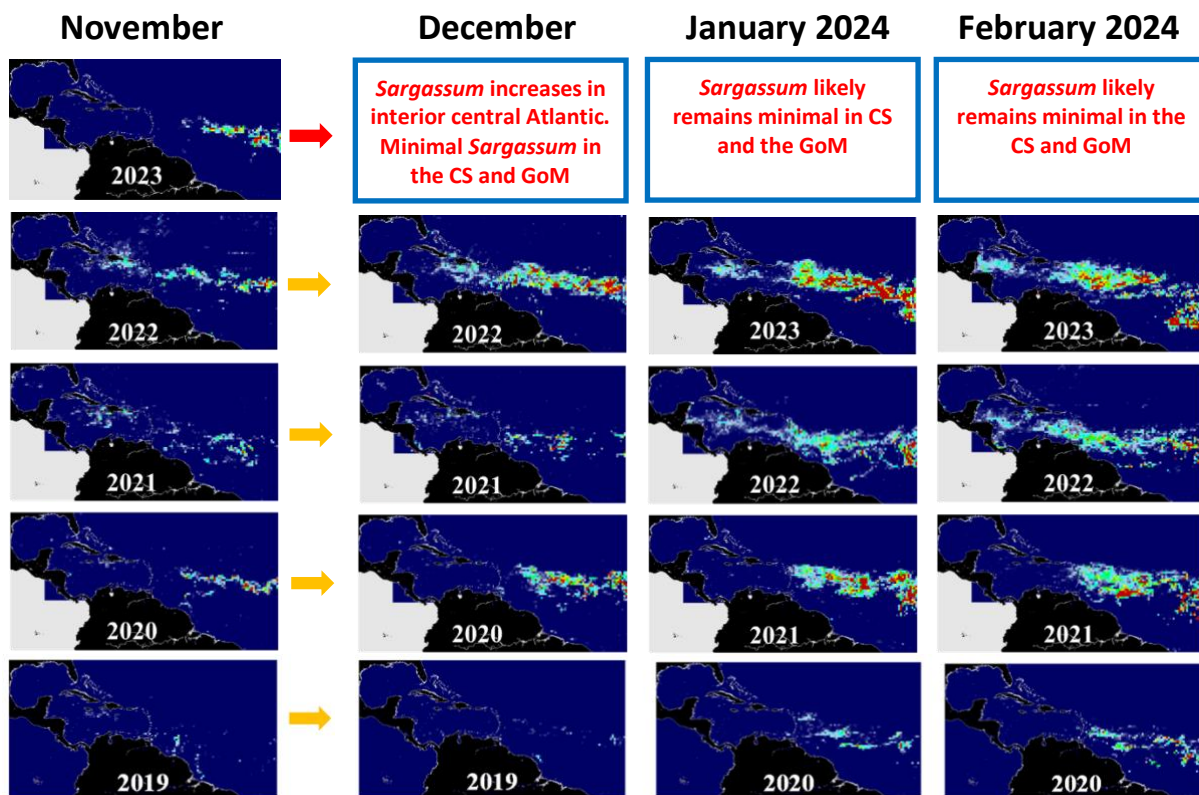 November
December
January 2024
February 2024
2023
Sargassum increases in
interior central Atlantic.
Minimal Sargassum in
the CS and GoM
Sargassum likely
remains minimal in CS
and the GoM
Sargassum likely
remains minimal in the
CS and GoM
2022
2022
2023
2023
2021
2021
2022
2022
2020
2020
2021
2021
2019
2019
2020
2020